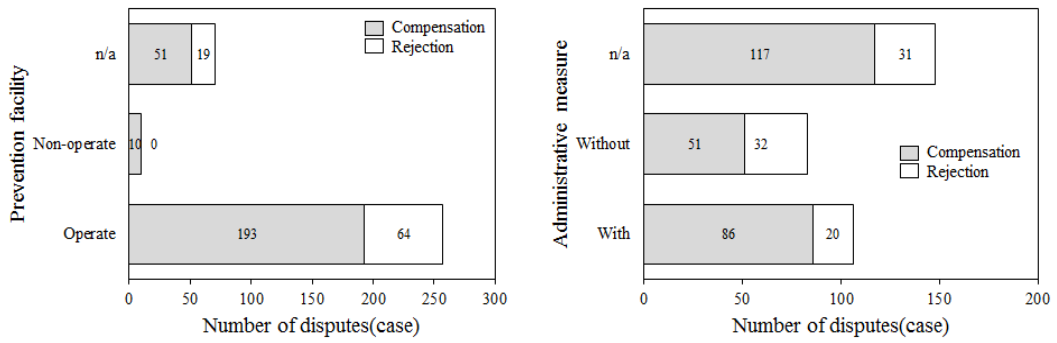 Prevention facility
n/a
51
19
Compensation
Rejection
Non-operate
10
0
Operate
193
64
0
50
100
150
200
250
300
Number of disputes(case)
Administrative measure
n/a
117
31
Without
51
32
Compensation
Rejection
With
86
20
0
50
100
150
200
Number of disputes(case)